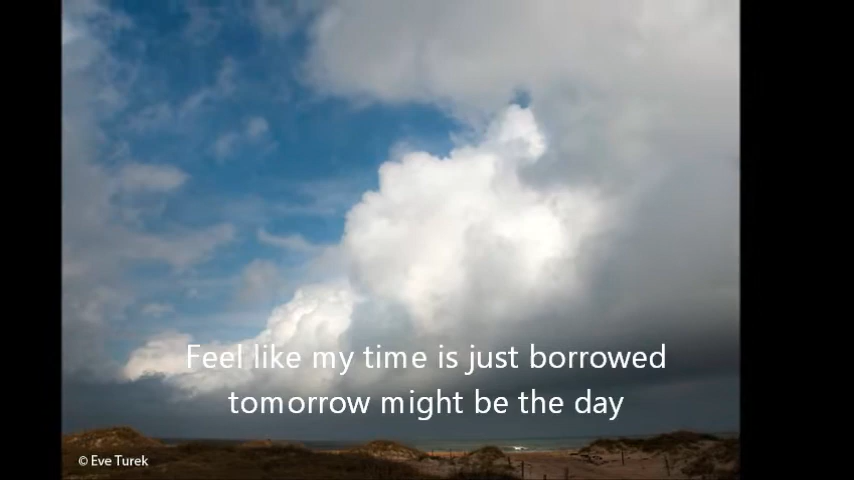 Feel like my time is just borrowed
tomorrow might be the day
© Eve Turek